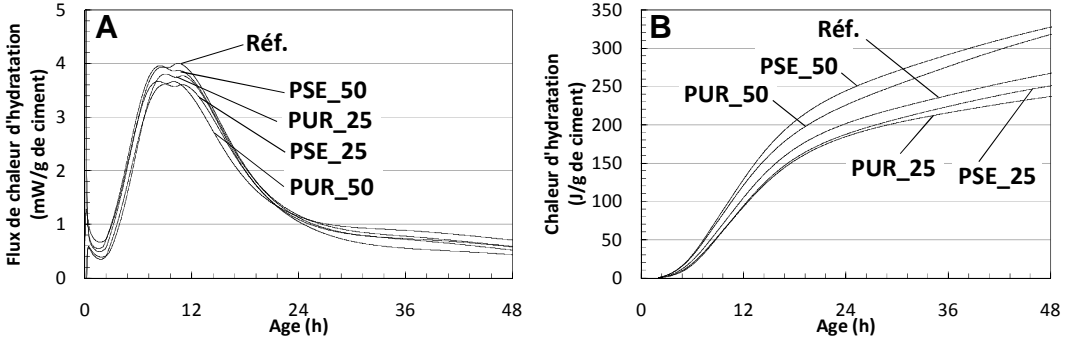 A
Flux de chaleur d'hydratation
(mW/g de ciment)
5
4
3
2
1
0
0 12 24 36 48
Age (h)
Réf.
PSE_50
PUR_25
PSE_25
PUR_50
B
Chaleur d'hydratation
(J/g de ciment)
350
300
250
200
150
100
50
0
0 12 24 36 48
Age (h)
Réf.
PSE_50
PUR_50
PUR_25
PSE_25